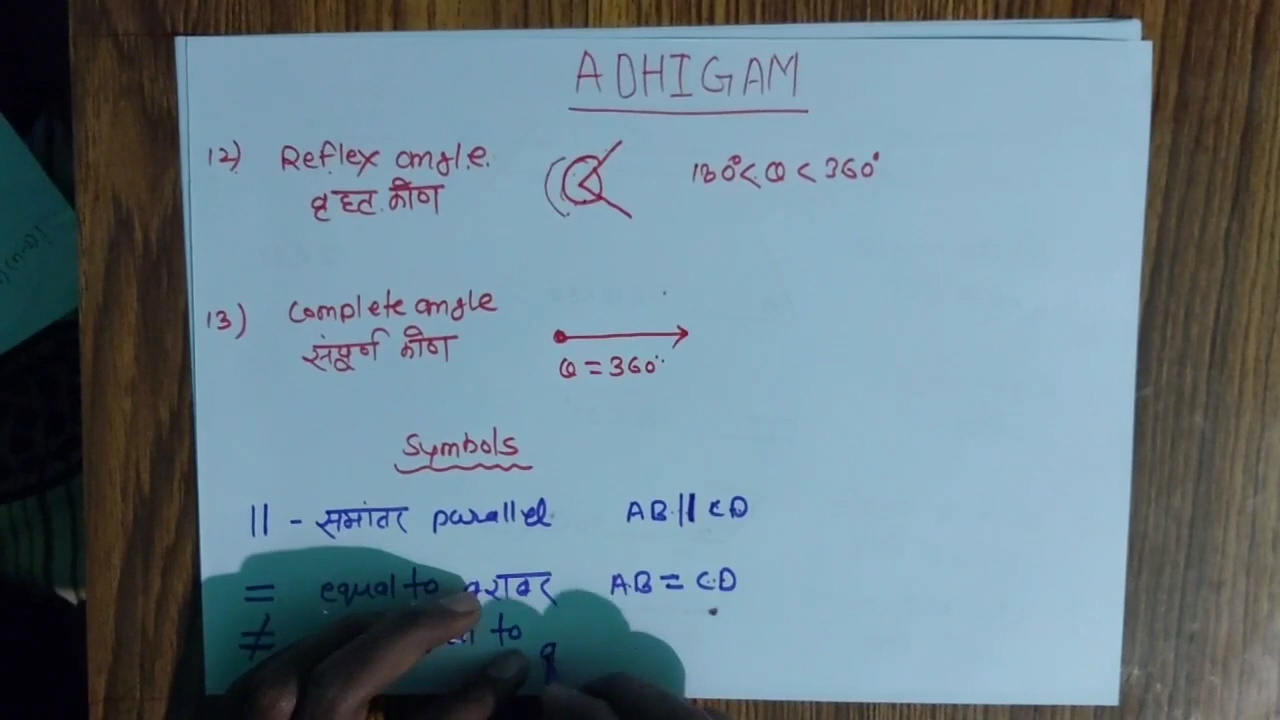 ADHIGAM
12) Reflex angle 180° < θ < 360°
वृहत कोण
13) Complete angle
संपूर्ण कोण
θ = 360°
Symbols
|| - समांतर parallel AB || CD
= equal to बराबर AB = CD
≠ to